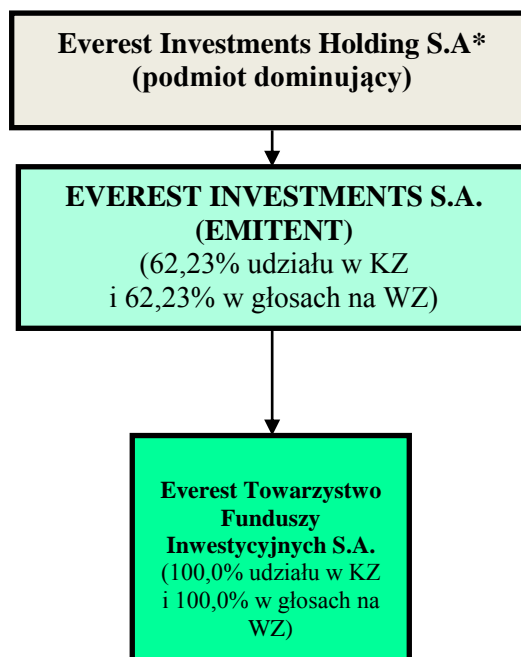 Everest Investments Holding S.A*
(podmiot dominujący)
EVEREST INVESTMENTS S.A.
(EMITENT)
(62,23% udziału w KZ
i 62,23% w głosach na WZ)
Everest Towarzystwo
Funduszy
Inwestycyjnych S.A.
(100,0% udziału w KZ
i 100,0% w głosach na
WZ)